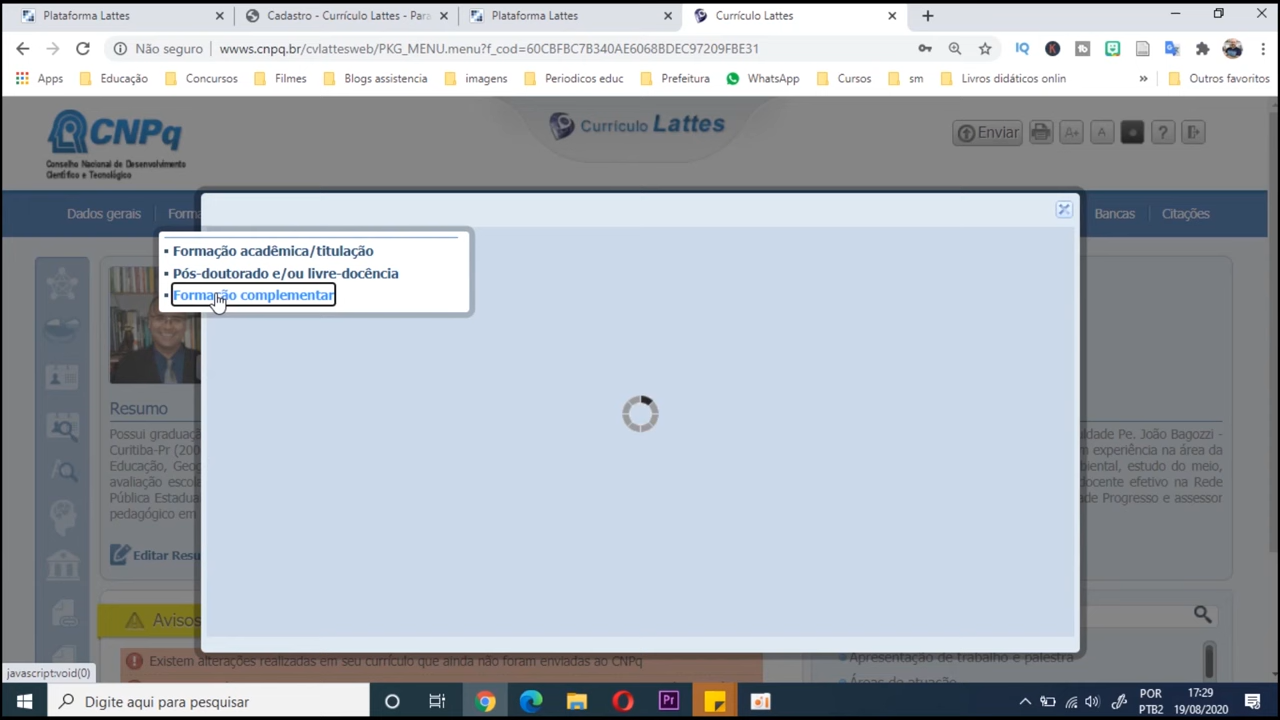 Plataforma Lattes
Cadastro - Currículo Lattes - Para
Plataforma Lattes
Currículo Lattes
Não seguro
wwws.cnpq.br/cvlattesweb/PKG_MENU.menu?f_cod=60CBFBC7B340AE6068BDEC97209FBE31
Apps
Educação
Concursos
Filmes
Blogs assistencia
imagens
Periodicos educ
Prefeitura
WhatsApp
Cursos
sm
Livros didáticos onlin
»
Outros favoritos
CNPq
Conselho Nacional de Desenvolvimento
Científico e Tecnológico
Currículo Lattes
Enviar
A+
A
?
Dados gerais
Forma
Bancas
Citações
Formação acadêmica/titulação
Pós-doutorado e/ou livre-docência
Formação complementar
Resumo
Possui graduaç
Curitiba-Pr (200
Educação, Geog
avaliação escola
Pública Estadua
pedagógico em
uldade Pe. João Bagozzi -
m experiência na área da
biental, estudo do meio,
docente efetivo na Rede
de Progresso e assessor
Editar Resu
Avisos
Existem alterações realizadas em seu currículo que ainda não foram enviadas ao CNPq
Apresentação de trabalho e palestra
Áreas de atuação
javascript:void(0)
Digite aqui para pesquisar
Pr
POR
PTB2
17:29
19/08/2020